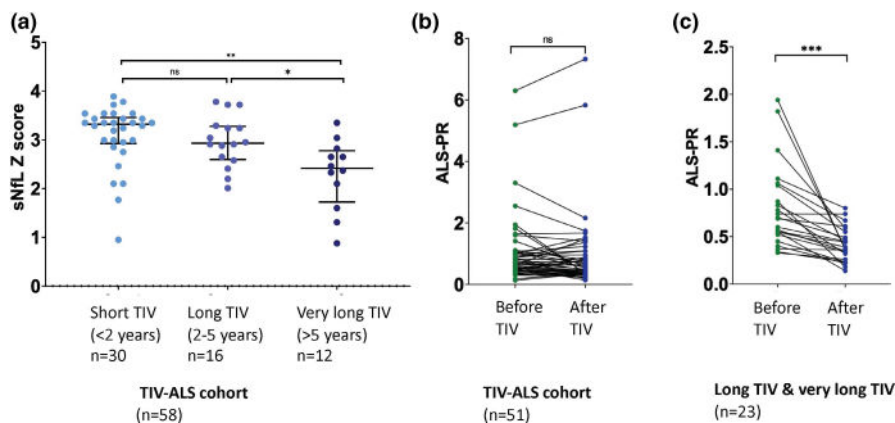 (a)
**
ns
*
sNfL Z score
5
4
3
2
1
0
Short TIV
(<2 years)
n=30
Long TIV
(2-5 years)
n=16
Very long TIV
(>5 years)
n=12
TIV-ALS cohort
(n=58)
(b)
ns
ALS-PR
8
6
4
2
0
Before
TIV
After
TIV
TIV-ALS cohort
(n=51)
(c)
***
ALS-PR
2.5
2.0
1.5
1.0
0.5
0.0
Before
TIV
After
TIV
Long TIV & very long TIV
(n=23)